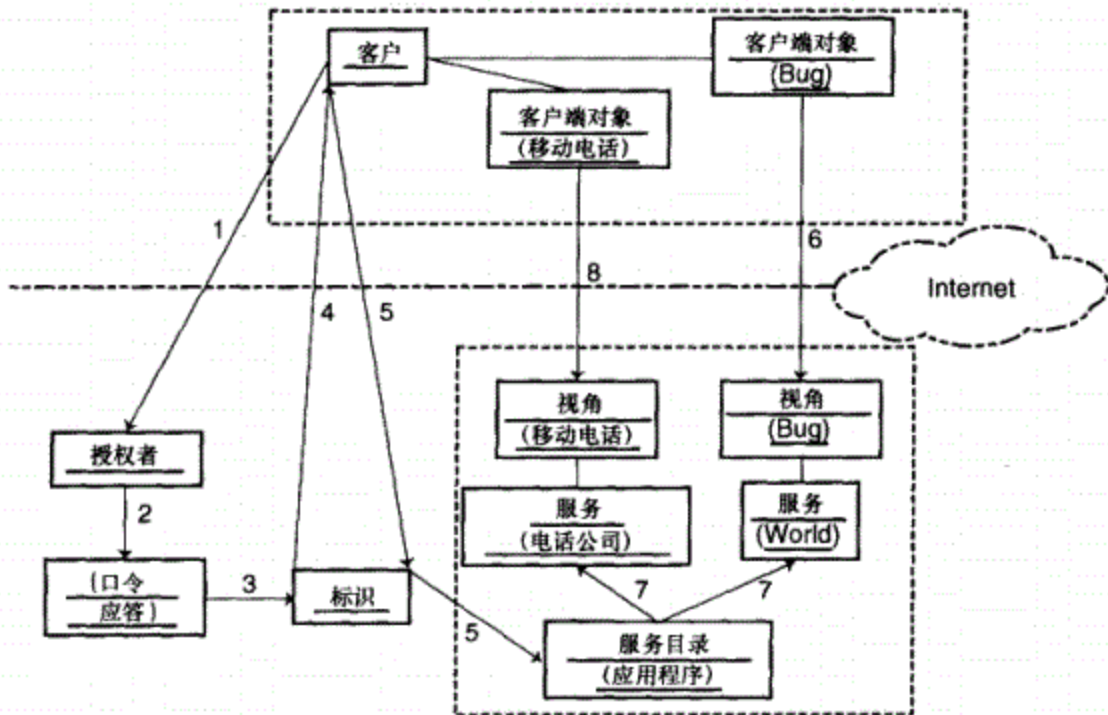 客户
客户端对象
(Bug)
客户端对象
(移动电话)
1
6
8
Internet
4
5
视角
(移动电话)
视角
(Bug)
授权者
2
服务
(电话公司)
服务
(World)
(口令
应答)
3
标识
7
7
5
服务目录
(应用程序)